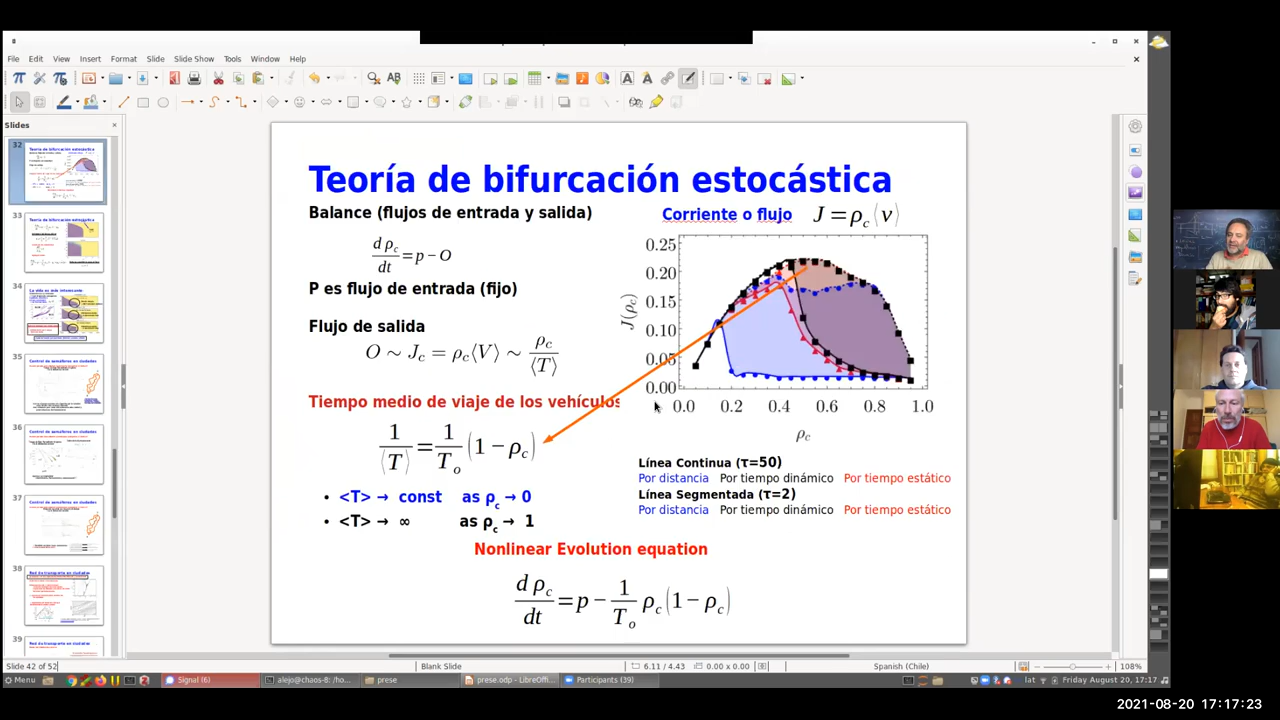 File Edit View Insert Format Slide Slide Show Tools Window Help
Slides
32
33
34
35
36
37
38
39
Teoría de bifurcación estocástica
Balance (flujos de entrada y salida)
d ρc / dt = p − O
P es flujo de entrada (fijo)
Flujo de salida
O ∼ Jc = ρc⟨V⟩ ∼ ρc / ⟨T⟩
Tiempo medio de viaje de los vehículos
1 / ⟨T⟩ = 1 / To (1 − ρc)
• <T> → const as ρc → 0
• <T> → ∞ as ρc → 1
Corriente o flujo J = ρc ⟨v⟩
J(ρc)
0.25
0.20
0.15
0.10
0.05
0.00
0.0 0.2 0.4 0.6 0.8 1.0
ρc
Línea Continua (τ=50)
Por distancia Por tiempo dinámico Por tiempo estático
Línea Segmentada (τ=2)
Por distancia Por tiempo dinámico Por tiempo estático
Nonlinear Evolution equation
d ρc / dt = p − 1 / To ρc (1 − ρc)
Slide 42 of 52 Blank Slide 6.11 / 4.43 0.00 x 0.00 Spanish (Chile) 108%
Menu Signal (6) alejo@chaos-8: /ho... prese prese.odp - LibreOffi... Participants (39) lat Friday August 20, 17:17
2021-08-20 17:17:23